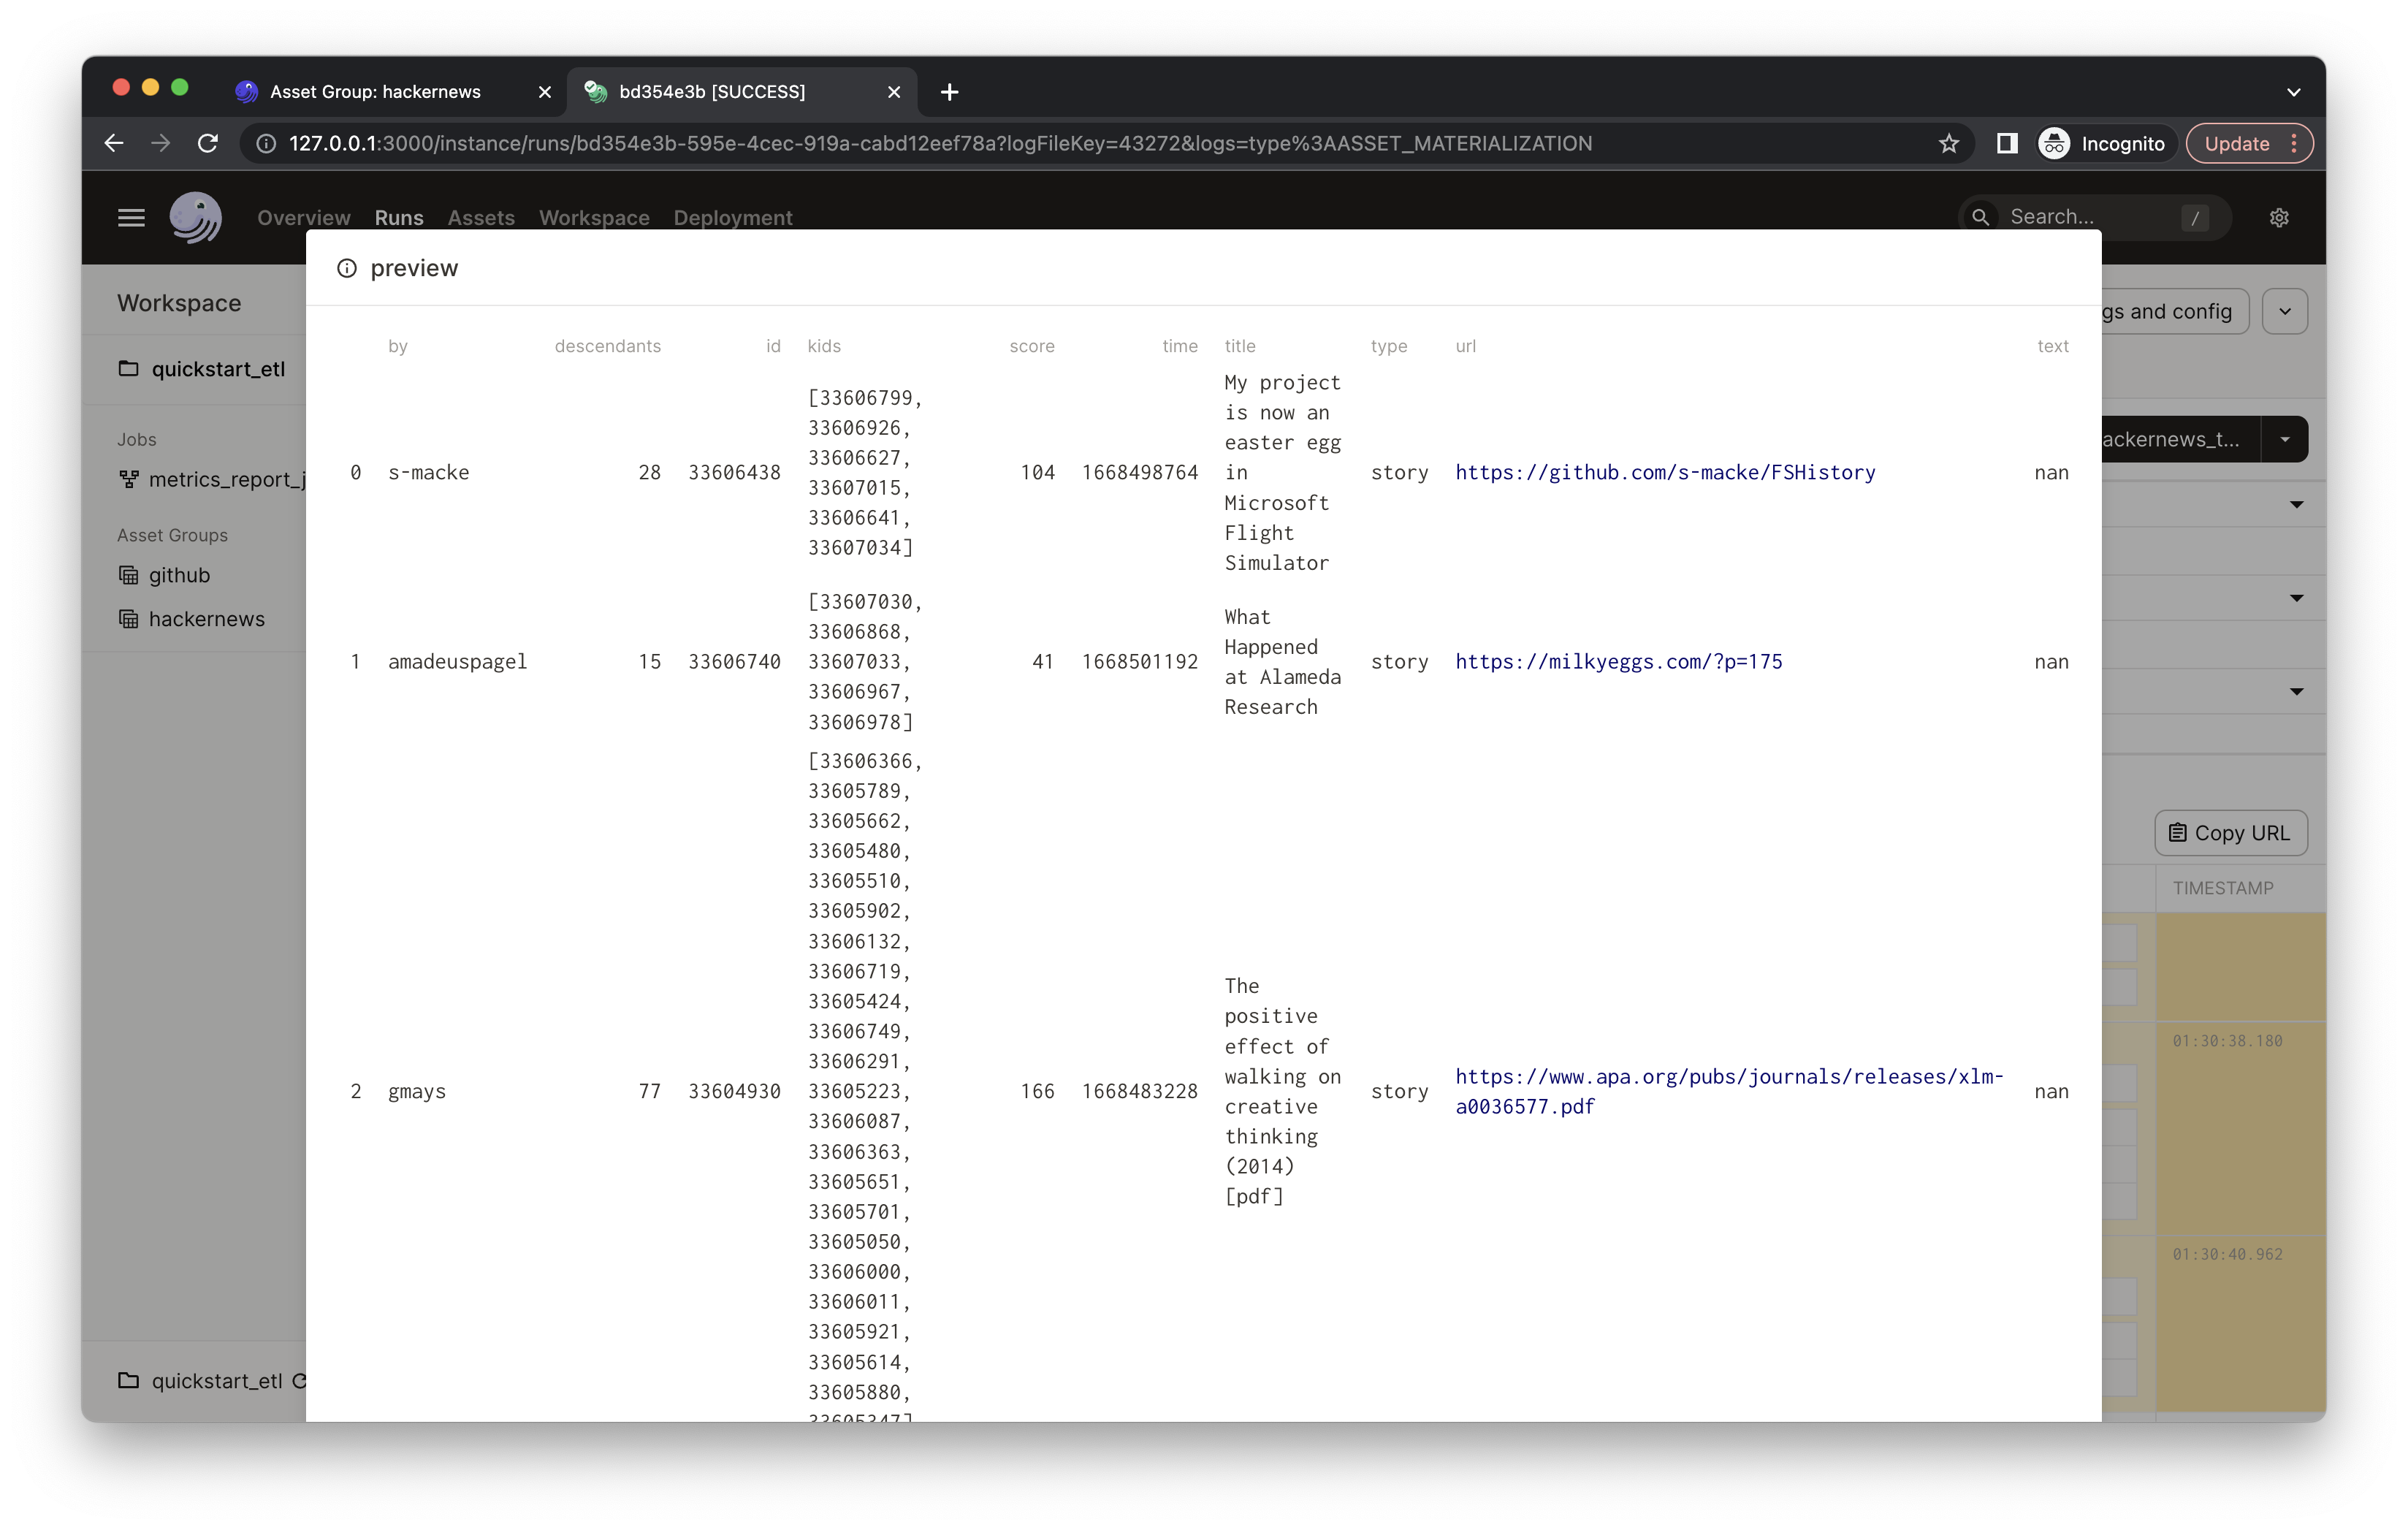 Asset Group: hackernews
bd354e3b [SUCCESS]
127.0.0.1:3000/instance/runs/bd354e3b-595e-4cec-919a-cabd12eef78a?logFileKey=43272&logs=type%3AASSET_MATERIALIZATION
Incognito
Update
Overview Runs Assets Workspace Deployment
Search... /
Workspace
quickstart_etl
Jobs
metrics_report_j
Asset Groups
github
hackernews
quickstart_etl
preview
by descendants id kids score time title type url text
0 s-macke 28 33606438
[33606799,
33606926,
33606627,
33607015,
33606641,
33607034]
104 1668498764
My project
is now an
easter egg
in
Microsoft
Flight
Simulator
story https://github.com/s-macke/FSHistory nan
1 amadeuspagel 15 33606740
[33607030,
33606868,
33607033,
33606967,
33606978]
41 1668501192
What
Happened
at Alameda
Research
story https://milkyeggs.com/?p=175 nan
2 gmays 77 33604930
[33606366,
33605789,
33605662,
33605480,
33605510,
33605902,
33606132,
33606719,
33605424,
33606749,
33606291,
33605223,
33606087,
33606363,
33605651,
33605701,
33605050,
33606000,
33606011,
33605921,
33605614,
33605880,
33605347]
166 1668483228
The
positive
effect of
walking on
creative
thinking
(2014)
[pdf]
story
https://www.apa.org/pubs/journals/releases/xlm-
a0036577.pdf
nan
gs and config
ackernews_t...
Copy URL
TIMESTAMP
01:30:38.180
01:30:40.962